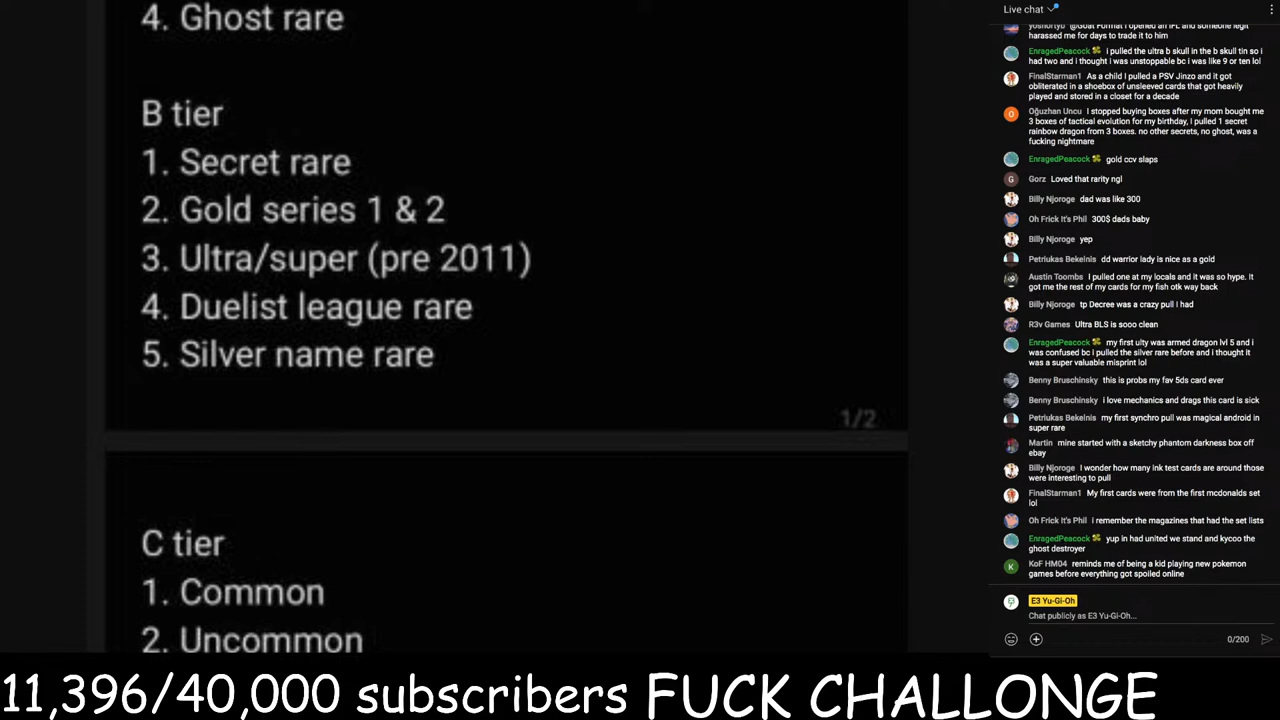 4. Ghost rare
B tier
1. Secret rare
2. Gold series 1 & 2
3. Ultra/super (pre 2011)
4. Duelist league rare
5. Silver name rare
1/2
C tier
1. Common
2. Uncommon
11,396/40,000 subscribers FUCK CHALLONGE
Live chat
yoshortyb @Goat Format I opened an IFL and someone legit
harassed me for days to trade it to him
EnragedPeacock i pulled the ultra b skull in the b skull tin so i
had two and i thought i was unstoppable bc i was like 9 or ten lol
FinalStarman1 As a child I pulled a PSV Jinzo and it got
obliterated in a shoebox of unsleeved cards that got heavily
played and stored in a closet for a decade
Oğuzhan Uncu I stopped buying boxes after my mom bought me
3 boxes of tactical evolution for my birthday, i pulled 1 secret
rainbow dragon from 3 boxes. no other secrets, no ghost, was a
fucking nightmare
EnragedPeacock gold ccv slaps
Gorz Loved that rarity ngl
Billy Njoroge dad was like 300
Oh Frick It's Phil 300$ dads baby
Billy Njoroge yep
Petriukas Bekelnis dd warrior lady is nice as a gold
Austin Toombs I pulled one at my locals and it was so hype. It
got me the rest of my cards for my fish otk way back
Billy Njoroge tp Decree was a crazy pull I had
R3v Games Ultra BLS is sooo clean
EnragedPeacock my first ulty was armed dragon lvl 5 and i
was confused bc i pulled the silver rare before and i thought it
was a super valuable misprint lol
Benny Bruschinsky this is probs my fav 5ds card ever
Benny Bruschinsky i love mechanics and drags this card is sick
Petriukas Bekelnis my first synchro pull was magical android in
super rare
Martin mine started with a sketchy phantom darkness box off
ebay
Billy Njoroge I wonder how many ink test cards are around those
were interesting to pull
FinalStarman1 My first cards were from the first mcdonalds set
lol
Oh Frick It's Phil I remember the magazines that had the set lists
EnragedPeacock yup in had united we stand and kycoo the
ghost destroyer
KoF HM04 reminds me of being a kid playing new pokemon
games before everything got spoiled online
E3 Yu-Gi-Oh
Chat publicly as E3 Yu-Gi-Oh...
0/200